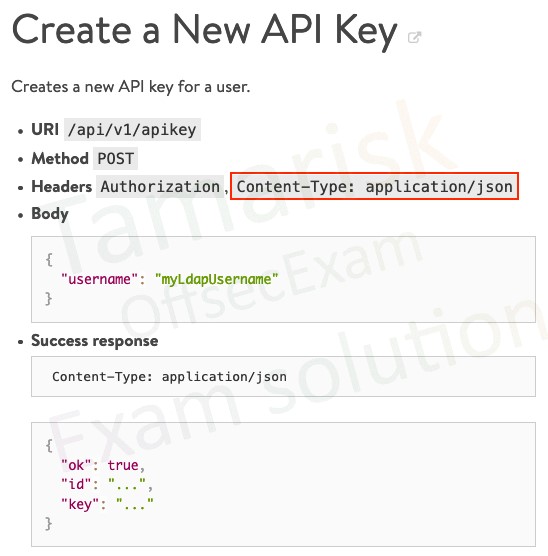 Create a New API Key
Creates a new API key for a user.
• URI /api/v1/apikey
• Method POST
• Headers Authorization, Content-Type: application/json
• Body
{
"username": "myLdapUsername"
}
• Success response
Content-Type: application/json
{
"ok": true,
"id": "...",
"key": "..."
}
Tamarisk
OffsecExam
Exam solution